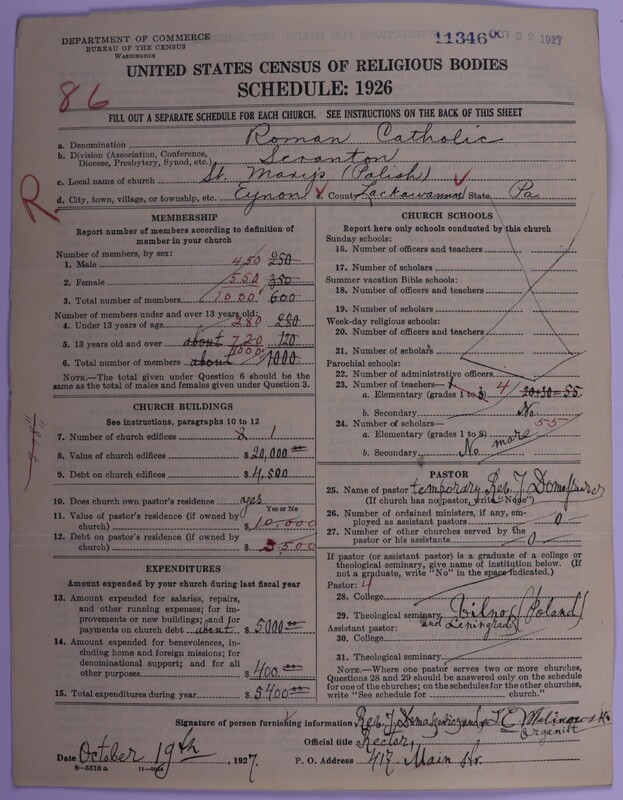 DEPARTMENT OF COMMERCE
BUREAU OF THE CENSUS
WASHINGTON
11346 OCT 22 1927
UNITED STATES CENSUS OF RELIGIOUS BODIES
SCHEDULE: 1926
86
FILL OUT A SEPARATE SCHEDULE FOR EACH CHURCH. SEE INSTRUCTIONS ON THE BACK OF THIS SHEET
a. Denomination Roman Catholic
b. Division (Association, Conference, Diocese, Presbytery, Synod, etc.) Scranton
c. Local name of church St. Mary's (Polish)
R
d. City, town, village, or township, etc. Eynon e. County Lackawanna State Pa
MEMBERSHIP
Report number of members according to definition of member in your church
Number of members, by sex:
1. Male 450 250
2. Female 550 350
3. Total number of members 1000 600
Number of members under and over 13 years old:
4. Under 13 years of age 280 280
5. 13 years old and over about 720 120
6. Total number of members about 1000 1000
NOTE.—The total given under Question 6 should be the same as the total of males and females given under Question 3.
CHURCH BUILDINGS
See instructions, paragraphs 10 to 12
7. Number of church edifices 1
8. Value of church edifices $20,000.00
9. Debt on church edifices $4,500
10. Does church own pastor's residence yes
Yes or No
11. Value of pastor's residence (if owned by church) $10,000
12. Debt on pastor's residence (if owned by church) $3,500
EXPENDITURES
Amount expended by your church during last fiscal year
13. Amount expended for salaries, repairs, and other running expenses; for improvements or new buildings; and for payments on church debt about $5000.00
14. Amount expended for benevolences, including home and foreign missions; for denominational support; and for all other purposes $400.00
15. Total expenditures during year $5400.00
CHURCH SCHOOLS
Report here only schools conducted by this church
Sunday schools:
16. Number of officers and teachers
17. Number of scholars
Summer vacation Bible schools:
18. Number of officers and teachers
19. Number of scholars
Week-day religious schools:
20. Number of officers and teachers
21. Number of scholars
Parochial schools:
22. Number of administrative officers
23. Number of teachers— 4
a. Elementary (grades 1 to 8) 20+30=55
b. Secondary No
24. Number of scholars— 55
a. Elementary (grades 1 to 8)
b. Secondary No more
PASTOR
25. Name of pastor temporary Rev. J.
(If church has no pastor, write "None")
26. Number of ordained ministers, if any, employed as assistant pastors 0
27. Number of other churches served by the pastor or his assistants 0
If pastor (or assistant pastor) is a graduate of a college or theological seminary, give name of institution below. (If not a graduate, write "No" in the space indicated.)
Pastor: 4
28. College
29. Theological seminary Vilno (Poland) and Leningrad
Assistant pastor:
30. College
31. Theological seminary
NOTE.—Where one pastor serves two or more churches, Questions 28 and 29 should be answered only on the schedule for one of the churches; on the schedules for the other churches, write "See schedule for church."
Signature of person furnishing information Rev. J.
Organist
Official title Rector,
Date October 19th, 1927. P. O. Address 417 Main Str.
8-5318a 11-9054